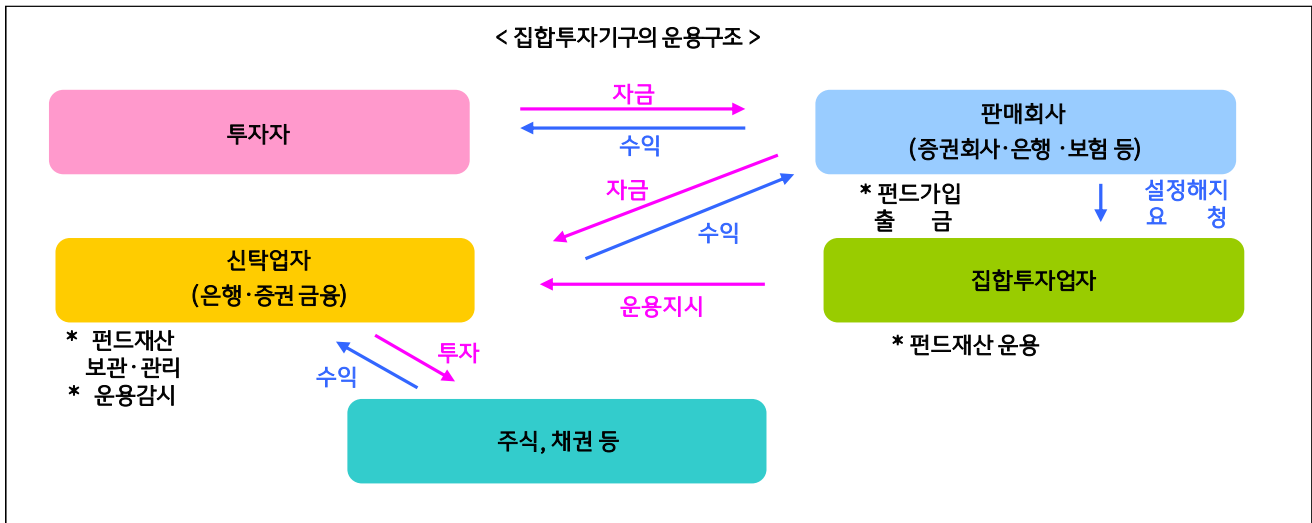 < 집합투자기구의 운용구조 >
자금
투자자
수익
판매회사
(증권회사·은행 ·보험 등)
자금
수익
* 펀드가입
출 금
설정해지
요 청
신탁업자
(은행·증권 금융)
운용지시
집합투자업자
* 펀드재산
보관·관리
* 운용감시
* 펀드재산 운용
투자
수익
주식, 채권 등